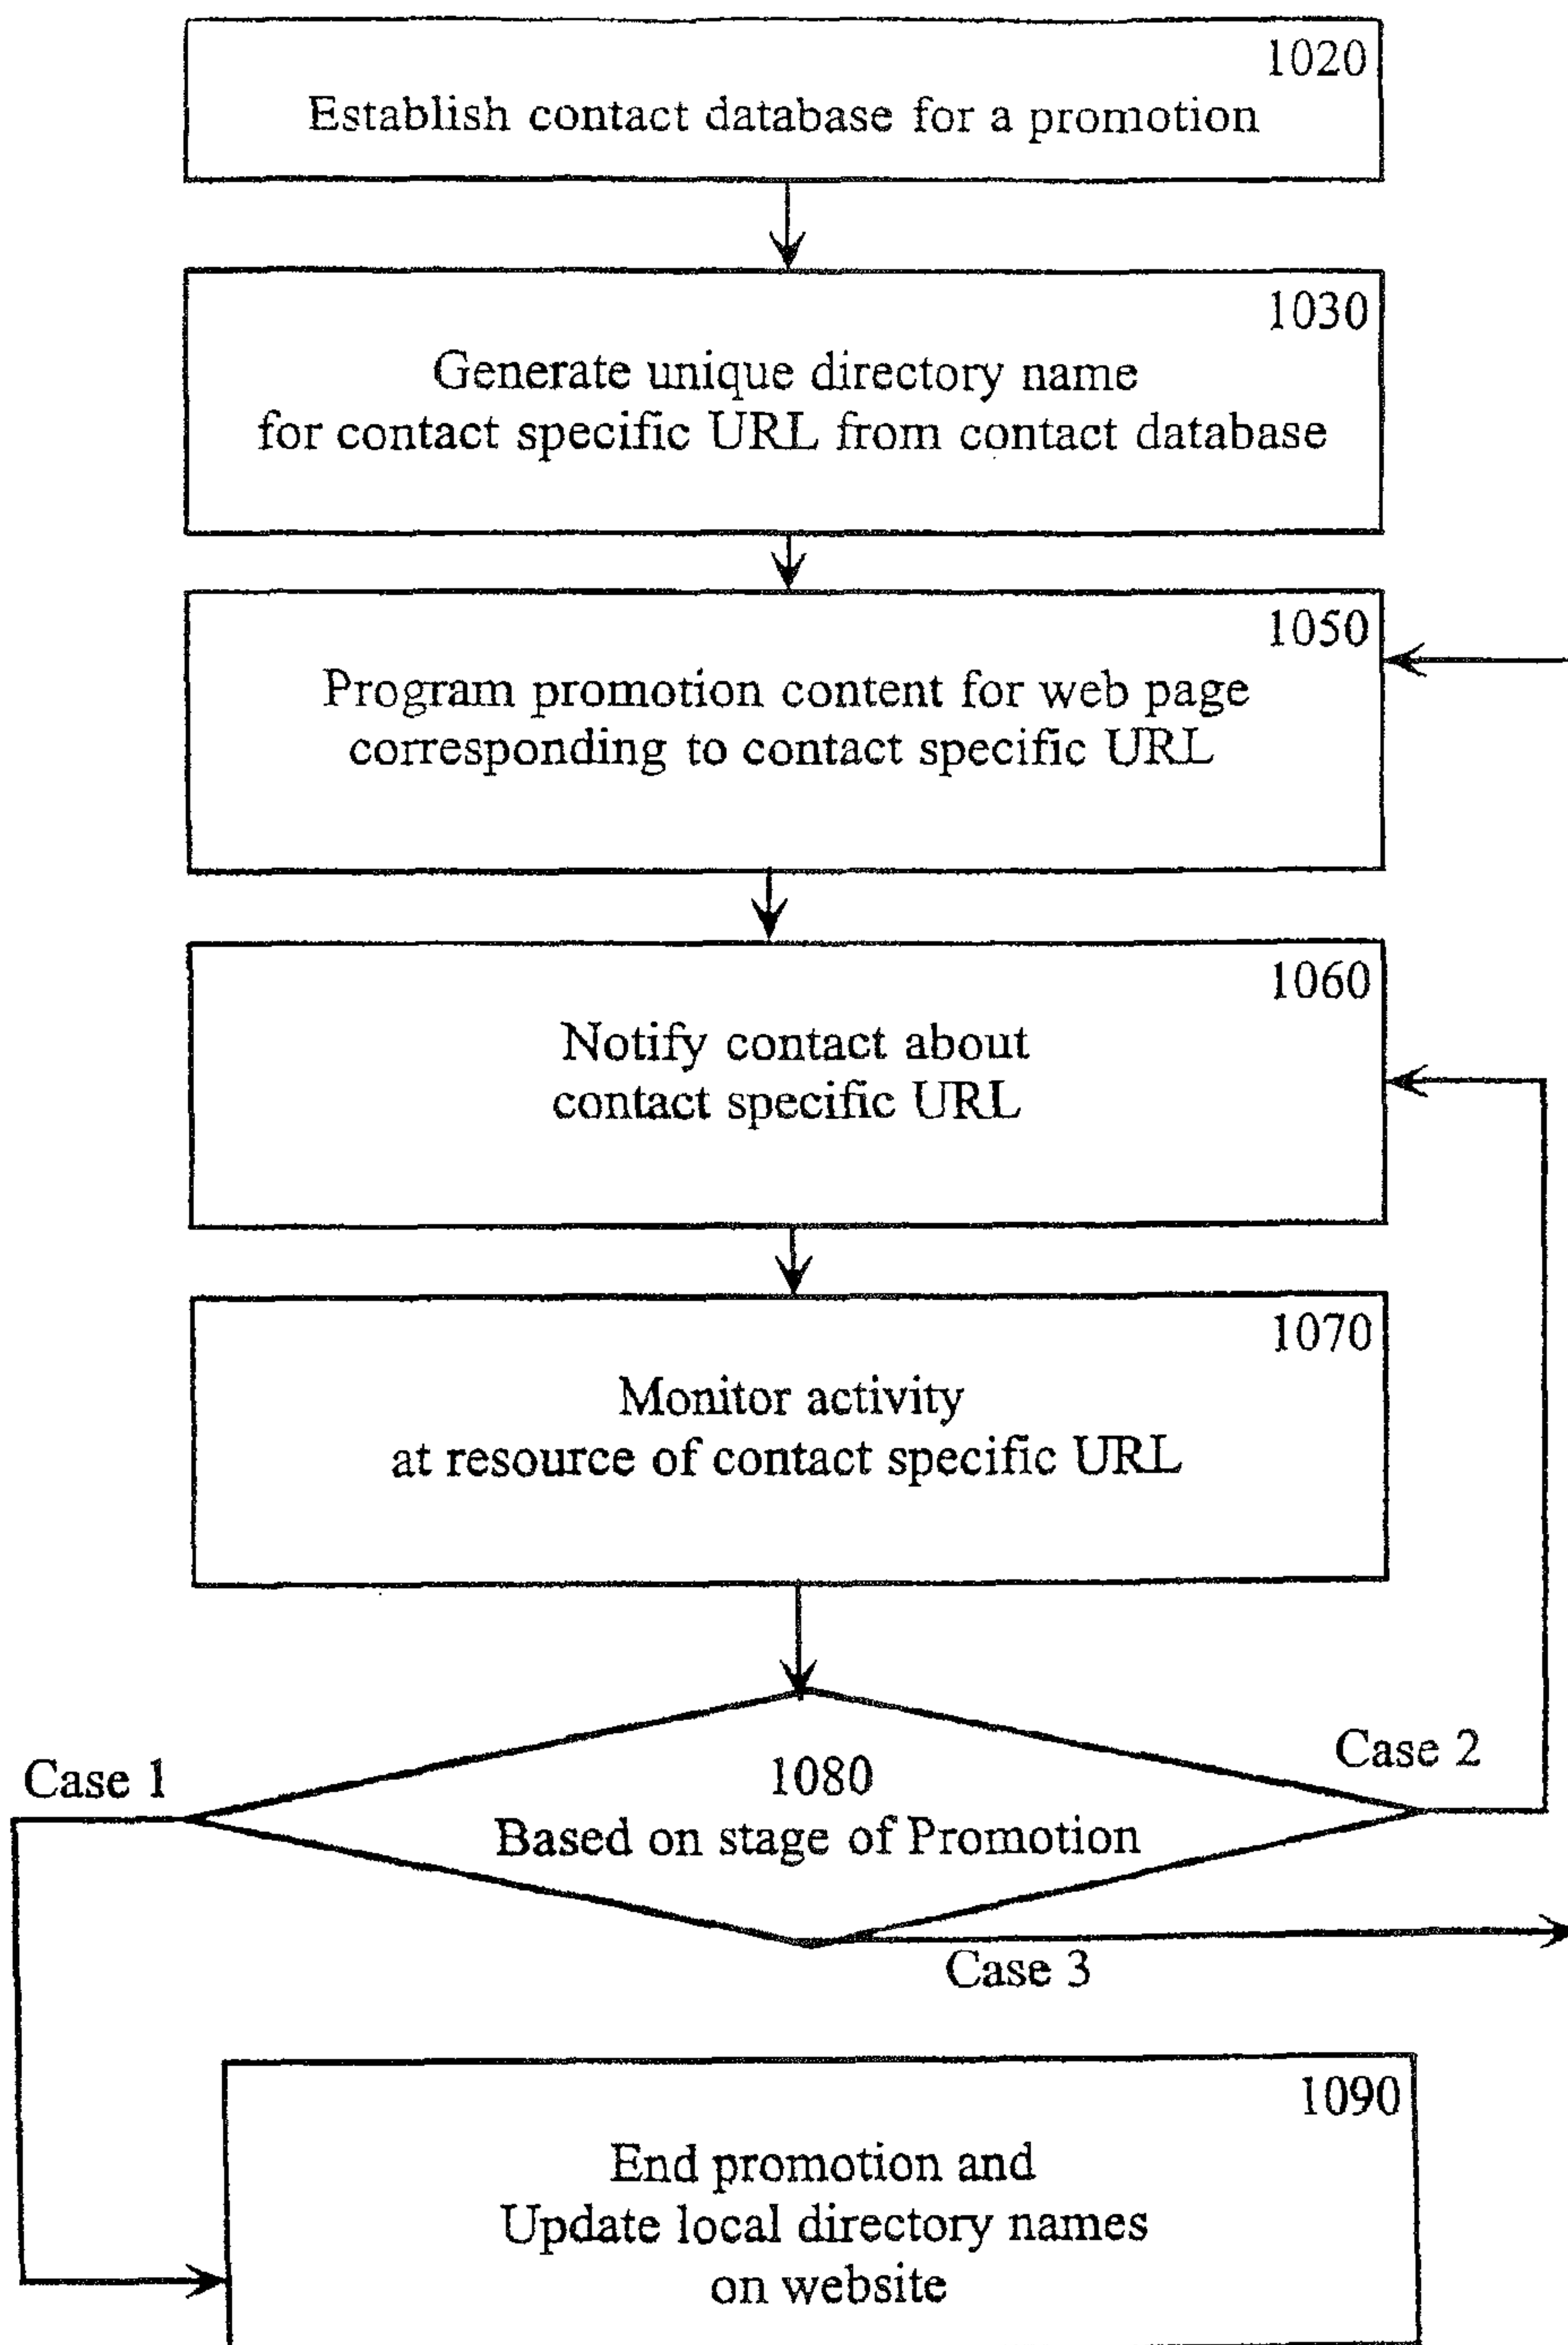 1020
Establish contact database for a promotion
1030
Generate unique directory name
for contact specific URL from contact database
1050
Program promotion content for web page
corresponding to contact specific URL
1060
Notify contact about
contact specific URL
1070
Monitor activity
at resource of contact specific URL
Case 1
1080
Based on stage of Promotion
Case 2
Case 3
1090
End promotion and
Update local directory names
on website